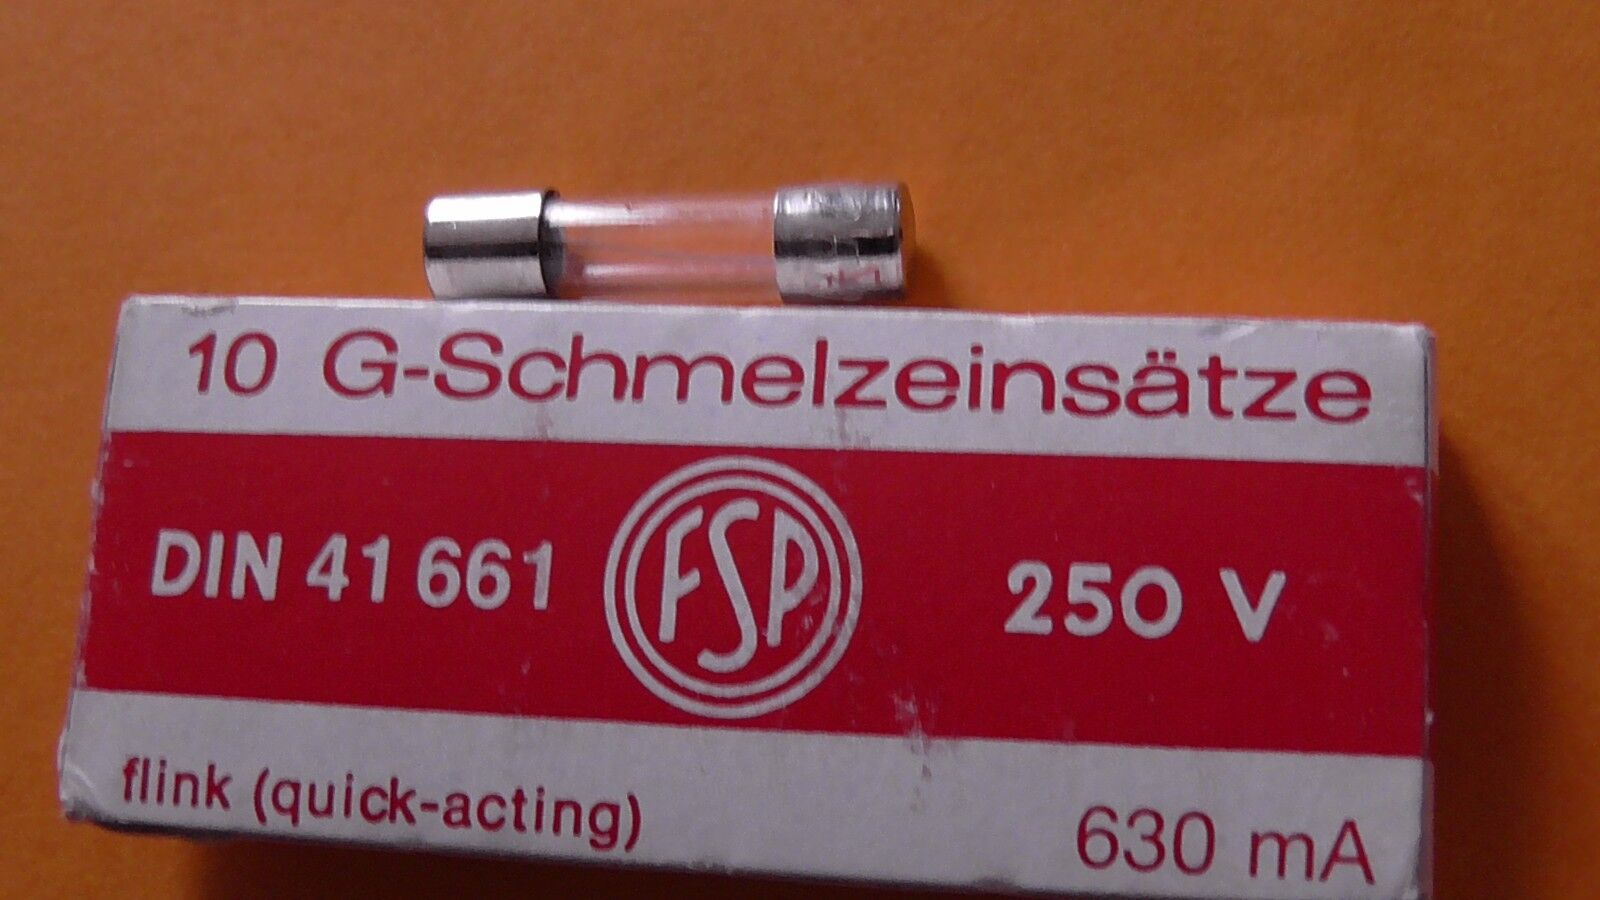 10 G-Schmelzeinsätze
DIN 41 661
FSP
250 V
flink (quick-acting)
630 mA